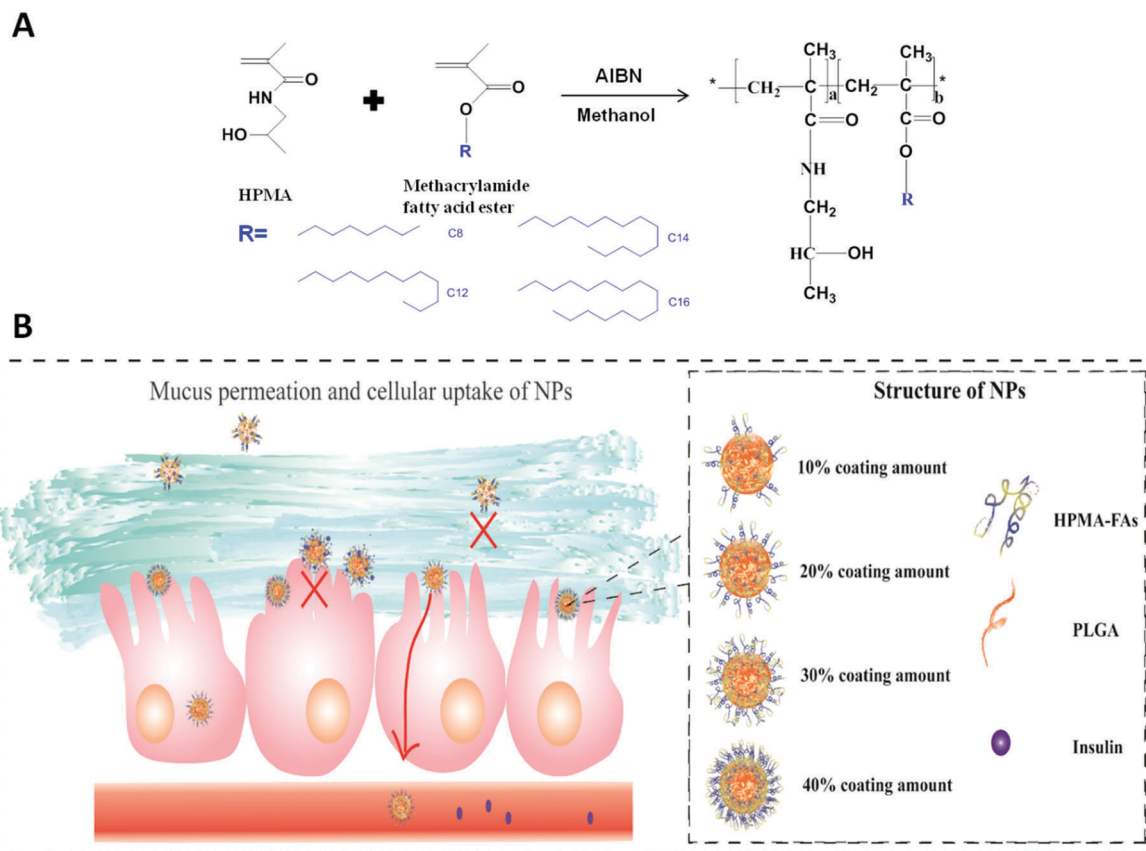 A
HN
O
HO
HPMA
+
O
O
R
Methacrylamide
fatty acid ester
AIBN
Methanol
CH3
CH3
*
CH2
C
a
CH2
C
*
b
C=O
C=O
NH
O
CH2
R
HC—OH
CH3
R=
C8
C14
C12
C16
B
Mucus permeation and cellular uptake of NPs
Structure of NPs
10% coating amount
HPMA-FAs
20% coating amount
PLGA
30% coating amount
Insulin
40% coating amount